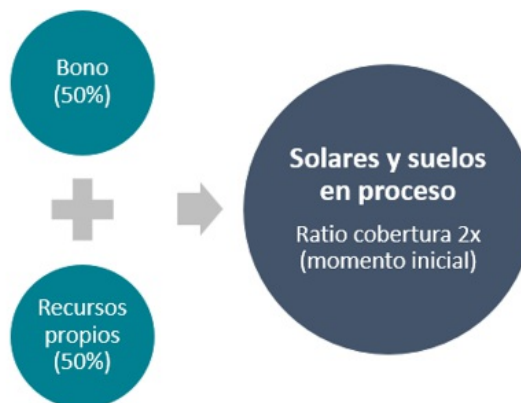 Bono
(50%)
Recursos
propios
(50%)
Solares y suelos
en proceso
Ratio cobertura 2x
(momento inicial)